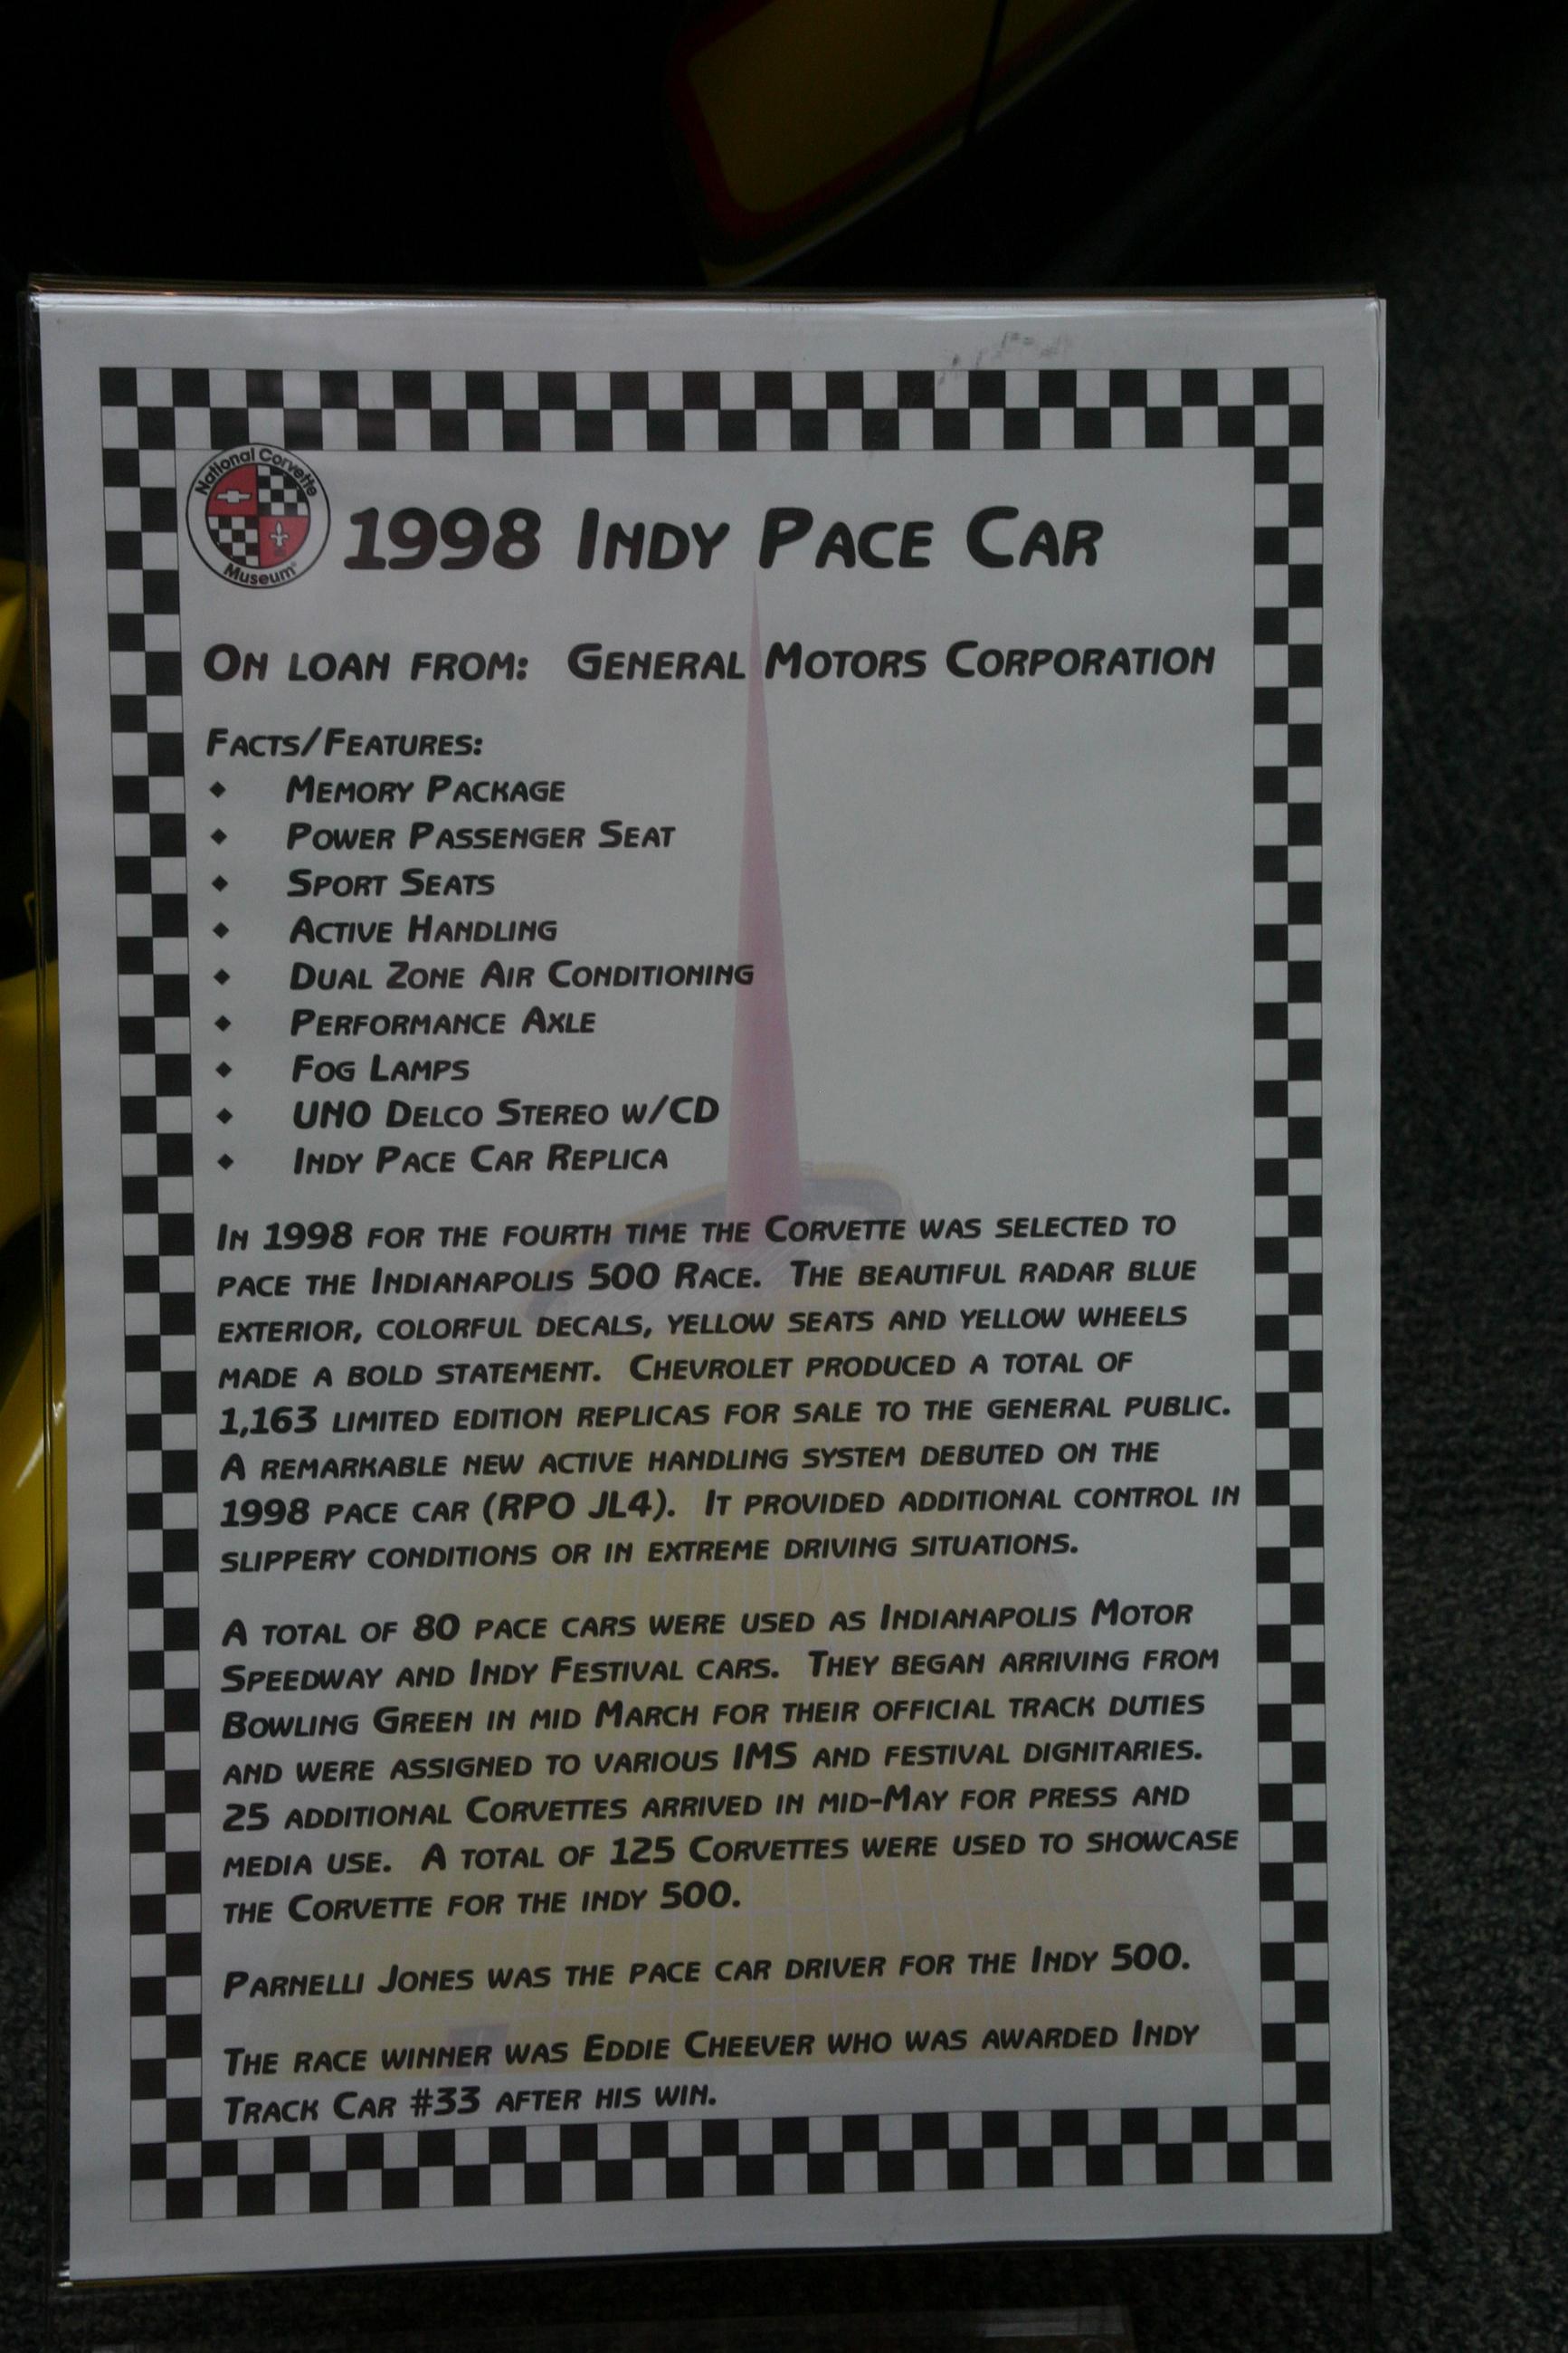 National Corvette
Museum
1998 Indy Pace Car
On loan from: General Motors Corporation
Facts/Features:
◆ Memory Package
◆ Power Passenger Seat
◆ Sport Seats
◆ Active Handling
◆ Dual Zone Air Conditioning
◆ Performance Axle
◆ Fog Lamps
◆ UNO Delco Stereo w/CD
◆ Indy Pace Car Replica
In 1998 for the fourth time the Corvette was selected to
pace the Indianapolis 500 Race. The beautiful radar blue
exterior, colorful decals, yellow seats and yellow wheels
made a bold statement. Chevrolet produced a total of
1,163 limited edition replicas for sale to the general public.
A remarkable new active handling system debuted on the
1998 pace car (RPO JL4). It provided additional control in
slippery conditions or in extreme driving situations.
A total of 80 pace cars were used as Indianapolis Motor
Speedway and Indy Festival cars. They began arriving from
Bowling Green in mid March for their official track duties
and were assigned to various IMS and festival dignitaries.
25 additional Corvettes arrived in mid-May for press and
media use. A total of 125 Corvettes were used to showcase
the Corvette for the indy 500.
Parnelli Jones was the pace car driver for the Indy 500.
The race winner was Eddie Cheever who was awarded Indy
Track Car #33 after his win.